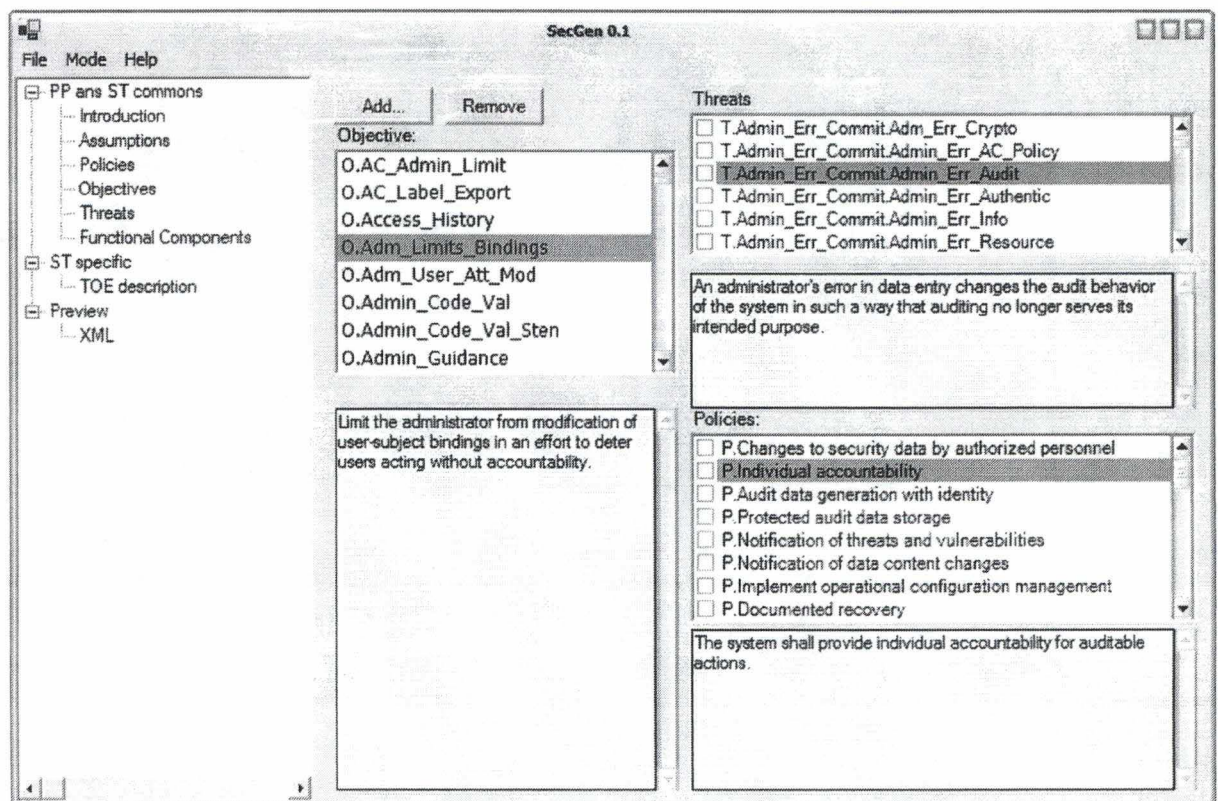 SecGen 0.1
File Mode Help
PP ans ST commons
Introduction
Assumptions
Policies
Objectives
Threats
Functional Components
ST specific
TOE description
Preview
XML
Add... Remove
Objective:
O.AC_Admin_Limit
O.AC_Label_Export
O.Access_History
O.Adm_Limits_Bindings
O.Adm_User_Att_Mod
O.Admin_Code_Val
O.Admin_Code_Val_Sten
O.Admin_Guidance
Limit the administrator from modification of
user-subject bindings in an effort to deter
users acting without accountability.
Threats
T.Admin_Err_Commit.Adm_Err_Crypto
T.Admin_Err_Commit.Admin_Err_AC_Policy
T.Admin_Err_Commit.Admin_Err_Audit
T.Admin_Err_Commit.Admin_Err_Authentic
T.Admin_Err_Commit.Admin_Err_Info
T.Admin_Err_Commit.Admin_Err_Resource
An administrator's error in data entry changes the audit behavior
of the system in such a way that auditing no longer serves its
intended purpose.
Policies:
P.Changes to security data by authorized personnel
P.Individual accountability
P.Audit data generation with identity
P.Protected audit data storage
P.Notification of threats and vulnerabilities
P.Notification of data content changes
P.Implement operational configuration management
P.Documented recovery
The system shall provide individual accountability for auditable
actions.